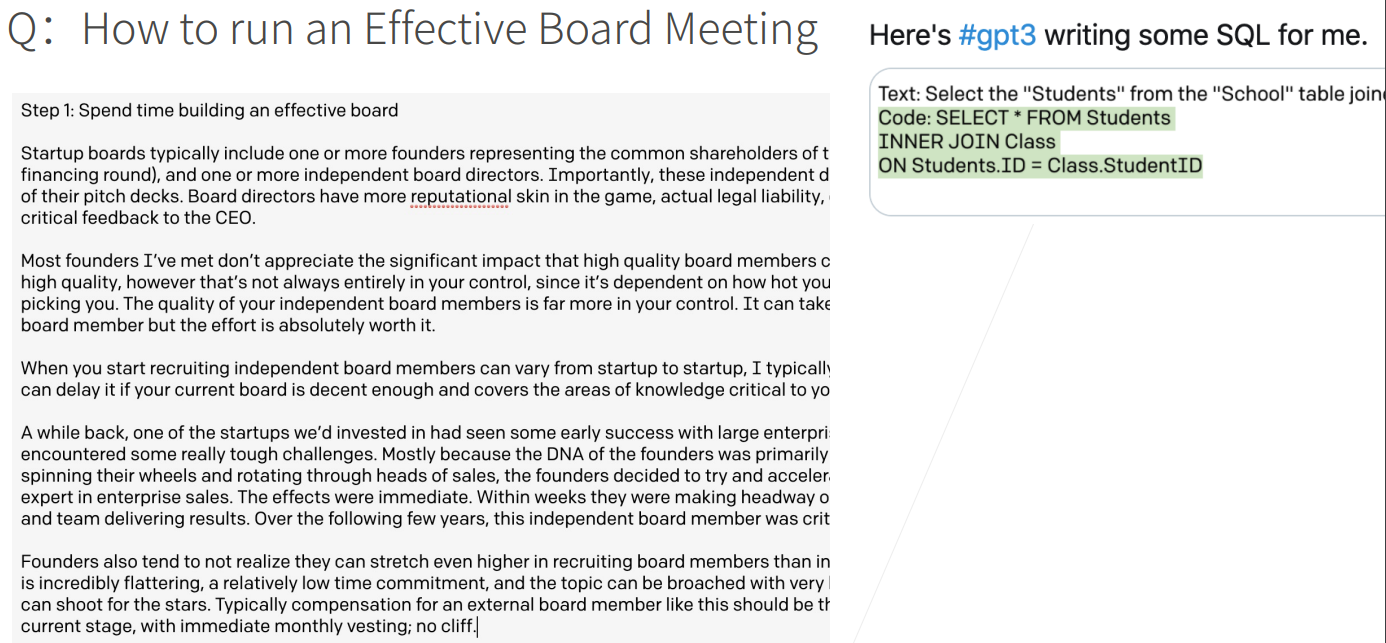 Q: How to run an Effective Board Meeting
Step 1: Spend time building an effective board
Startup boards typically include one or more founders representing the common shareholders of t
financing round), and one or more independent board directors. Importantly, these independent d
of their pitch decks. Board directors have more reputational skin in the game, actual legal liability,
critical feedback to the CEO.
Most founders I've met don't appreciate the significant impact that high quality board members c
high quality, however that's not always entirely in your control, since it's dependent on how hot you
picking you. The quality of your independent board members is far more in your control. It can take
board member but the effort is absolutely worth it.
When you start recruiting independent board members can vary from startup to startup, I typically
can delay it if your current board is decent enough and covers the areas of knowledge critical to yo
A while back, one of the startups we'd invested in had seen some early success with large enterpri
encountered some really tough challenges. Mostly because the DNA of the founders was primarily
spinning their wheels and rotating through heads of sales, the founders decided to try and acceler
expert in enterprise sales. The effects were immediate. Within weeks they were making headway o
and team delivering results. Over the following few years, this independent board member was crit
Founders also tend to not realize they can stretch even higher in recruiting board members than in
is incredibly flattering, a relatively low time commitment, and the topic can be broached with very
can shoot for the stars. Typically compensation for an external board member like this should be th
current stage, with immediate monthly vesting; no cliff.
Here's #gpt3 writing some SQL for me.
Text: Select the "Students" from the "School" table joine
Code: SELECT * FROM Students
INNER JOIN Class
ON Students.ID = Class.StudentID